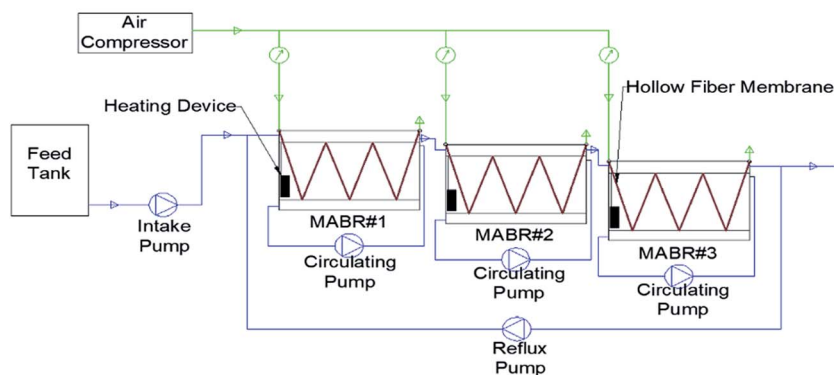 Air
Compressor
Heating Device
Hollow Fiber Membrane
Feed
Tank
Intake
Pump
MABR#1
MABR#2
MABR#3
Circulating
Pump
Circulating
Pump
Circulating
Pump
Reflux
Pump